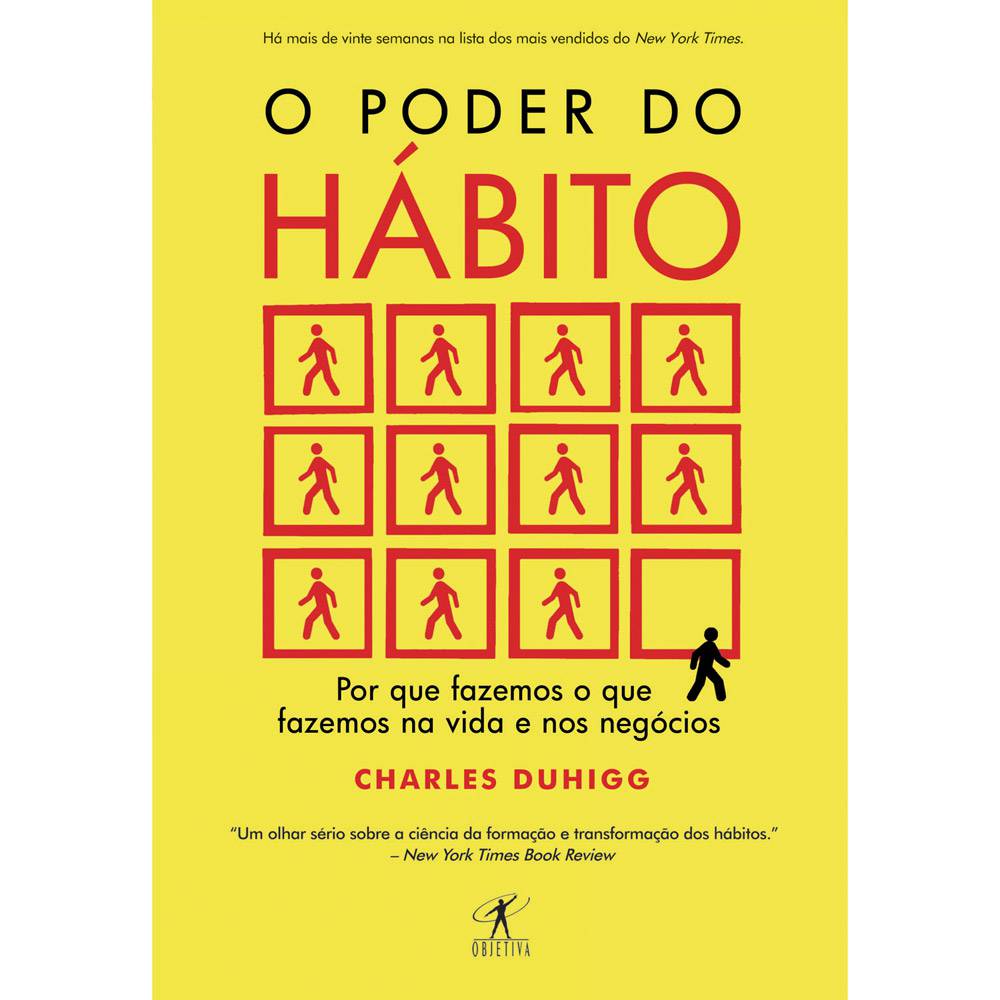 Há mais de vinte semanas na lista dos mais vendidos do New York Times.
O PODER DO
HÁBITO
Por que fazemos o que
fazemos na vida e nos negócios
CHARLES DUHIGG
“Um olhar sério sobre a ciência da formação e transformação dos hábitos.”
– New York Times Book Review
OBJETIVA